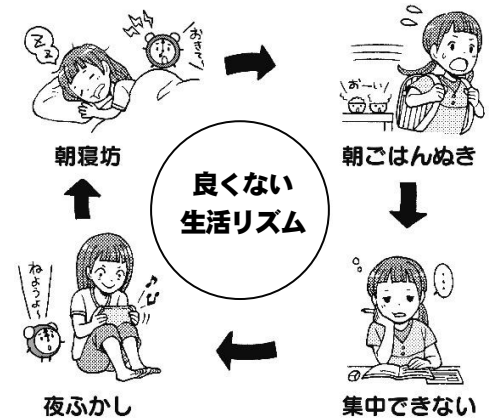 ZZZ
おきて〜
朝寝坊
おーい
朝ごはんぬき
良くない
生活リズム
ねようよ〜
夜ふかし
・・・・
集中できない